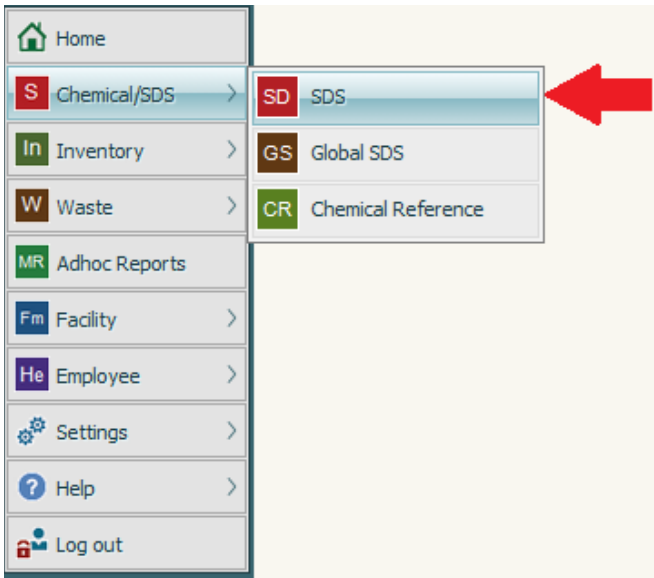 Home
S Chemical/SDS
SD SDS
GS Global SDS
CR Chemical Reference
In Inventory
W Waste
MR Adhoc Reports
Fm Facility
He Employee
Settings
? Help
Log out